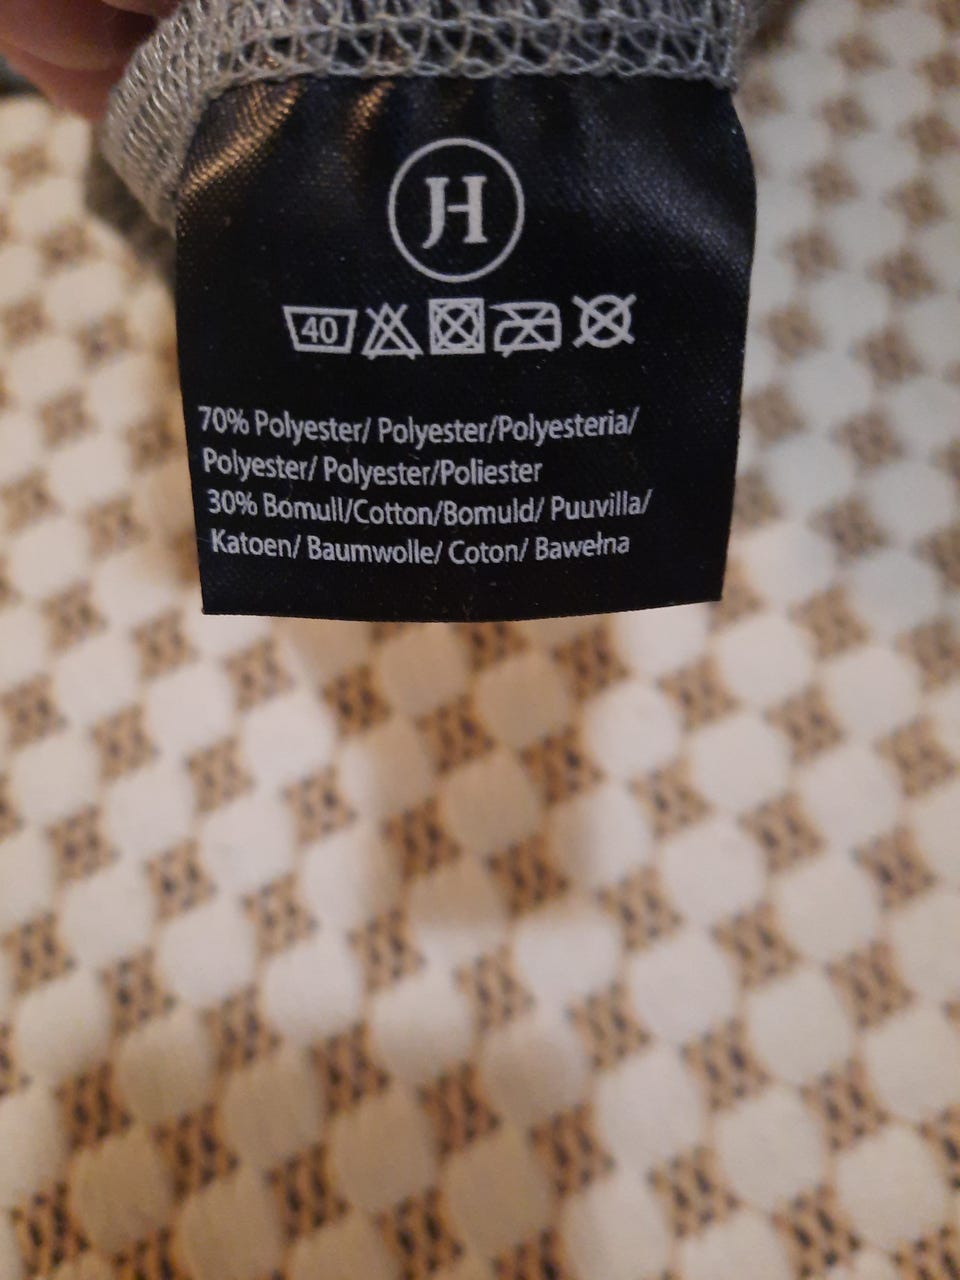 JH
40
70% Polyester/ Polyester/Polyesteria/
Polyester/ Polyester/Poliester
30% Bomull/Cotton/Bomuld/ Puuvilla/
Katoen/ Baumwolle/ Coton/ Bawełna